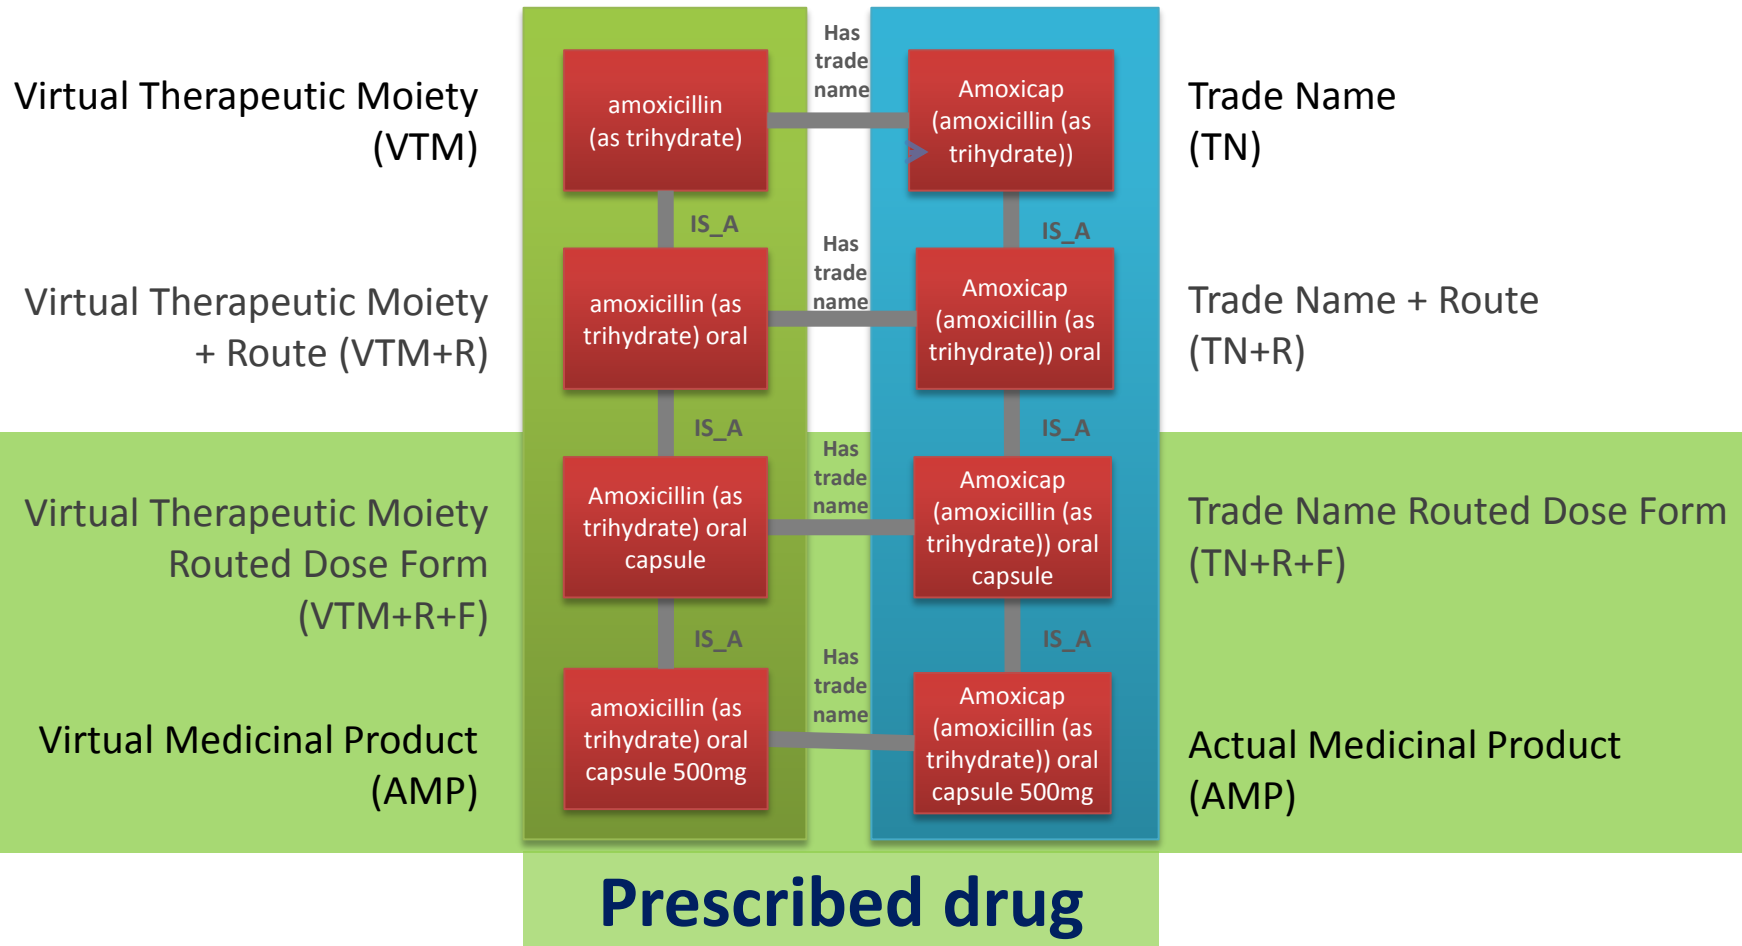 Virtual Therapeutic Moiety
(VTM)
amoxicillin
(as trihydrate)
Has
trade
name
Amoxicap
(amoxicillin (as
trihydrate))
Trade Name
(TN)
IS_A
IS_A
Virtual Therapeutic Moiety
+ Route (VTM+R)
amoxicillin (as
trihydrate) oral
Has
trade
name
Amoxicap
(amoxicillin (as
trihydrate)) oral
Trade Name + Route
(TN+R)
IS_A
IS_A
Virtual Therapeutic Moiety
Routed Dose Form
(VTM+R+F)
Amoxicillin (as
trihydrate) oral
capsule
Has
trade
name
Amoxicap
(amoxicillin (as
trihydrate)) oral
capsule
Trade Name Routed Dose Form
(TN+R+F)
IS_A
IS_A
Virtual Medicinal Product
(AMP)
amoxicillin (as
trihydrate) oral
capsule 500mg
Has
trade
name
Amoxicap
(amoxicillin (as
trihydrate)) oral
capsule 500mg
Actual Medicinal Product
(AMP)
Prescribed drug